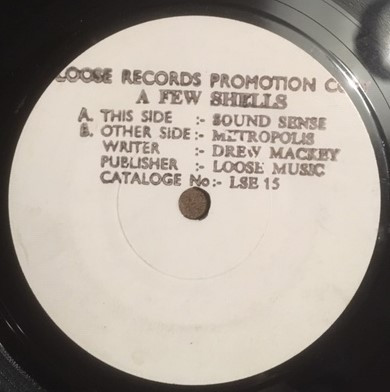 LOOSE RECORDS PROMOTION CO
A FEW SHELLS
A. THIS SIDE :- SOUND SENSE
B. OTHER SIDE :- METROPOLIS
WRITER :- DREW MACKEY
PUBLISHER :- LOOSE MUSIC
CATALOGE No:- LSE 15